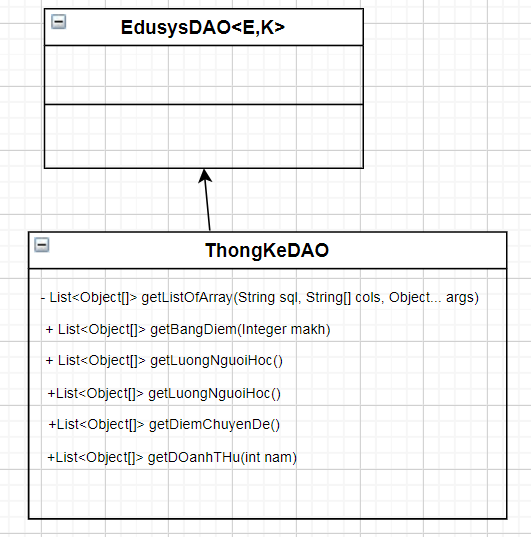 EdusysDAO<E,K>
ThongKeDAO
- List<Object[]> getListOfArray(String sql, String[] cols, Object... args)
+ List<Object[]> getBangDiem(Integer makh)
+ List<Object[]> getLuongNguoiHoc()
+List<Object[]> getLuongNguoiHoc()
+List<Object[]> getDiemChuyenDe()
+List<Object[]> getDOanhTHu(int nam)